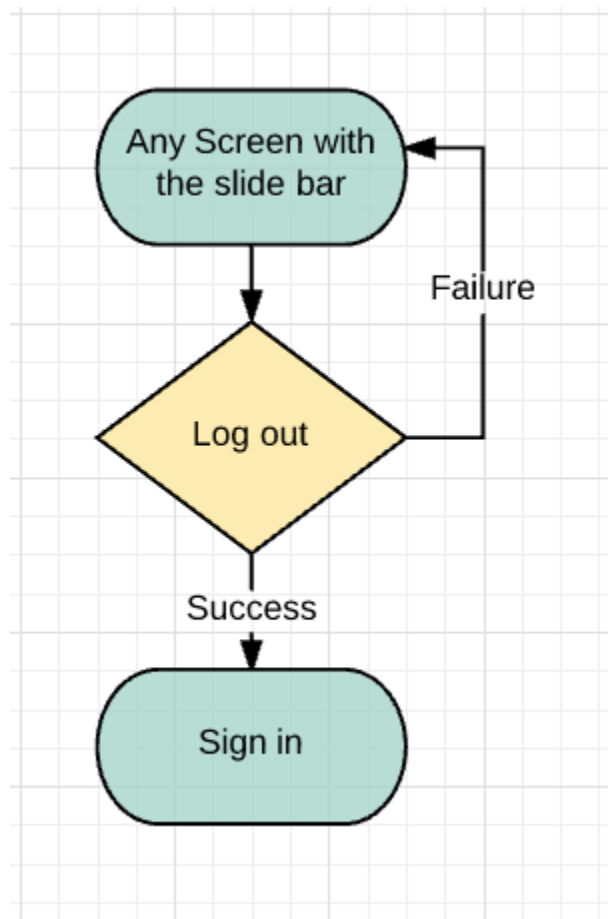 Any Screen with
the slide bar
Failure
Log out
Success
Sign in